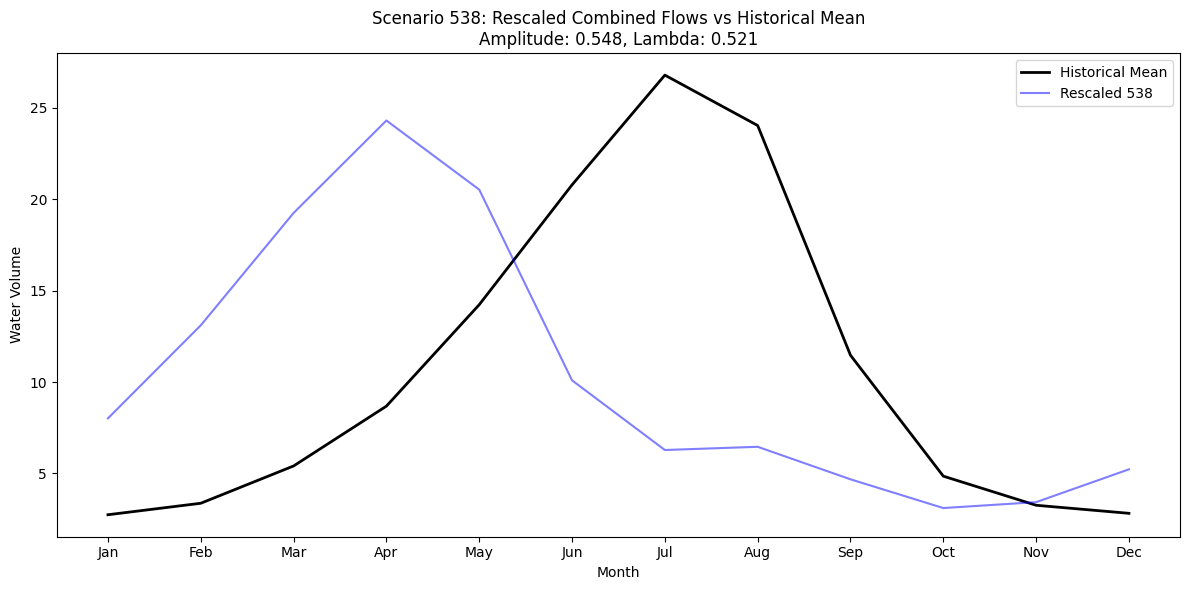 Scenario 538: Rescaled Combined Flows vs Historical Mean
Amplitude: 0.548, Lambda: 0.521
Historical Mean
Rescaled 538
Water Volume
25
20
15
10
5
Jan Feb Mar Apr May Jun Jul Aug Sep Oct Nov Dec
Month